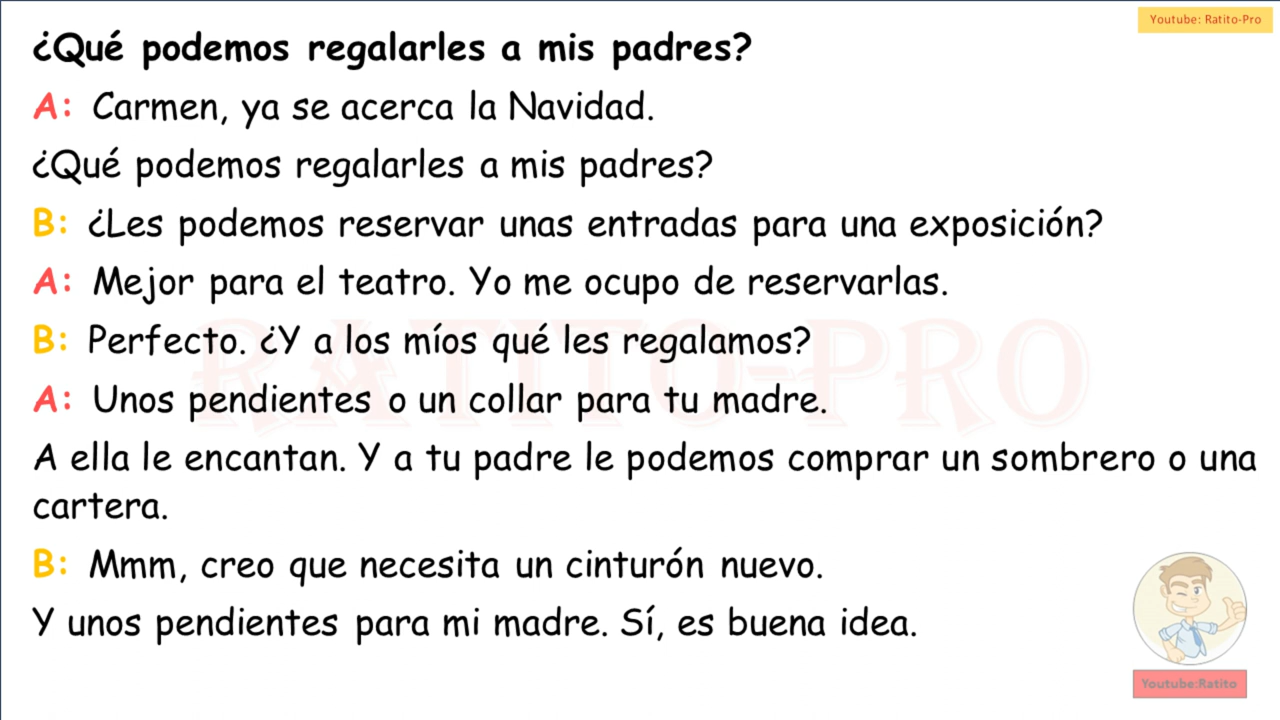 Youtube: Ratito-Pro
¿Qué podemos regalarles a mis padres?
A: Carmen, ya se acerca la Navidad.
¿Qué podemos regalarles a mis padres?
B: ¿Les podemos reservar unas entradas para una exposición?
A: Mejor para el teatro. Yo me ocupo de reservarlas.
RATITO-PRO
B: Perfecto. ¿Y a los míos qué les regalamos?
A: Unos pendientes o un collar para tu madre.
A ella le encantan. Y a tu padre le podemos comprar un sombrero o una
cartera.
B: Mmm, creo que necesita un cinturón nuevo.
Y unos pendientes para mi madre. Sí, es buena idea.
Youtube:Ratito